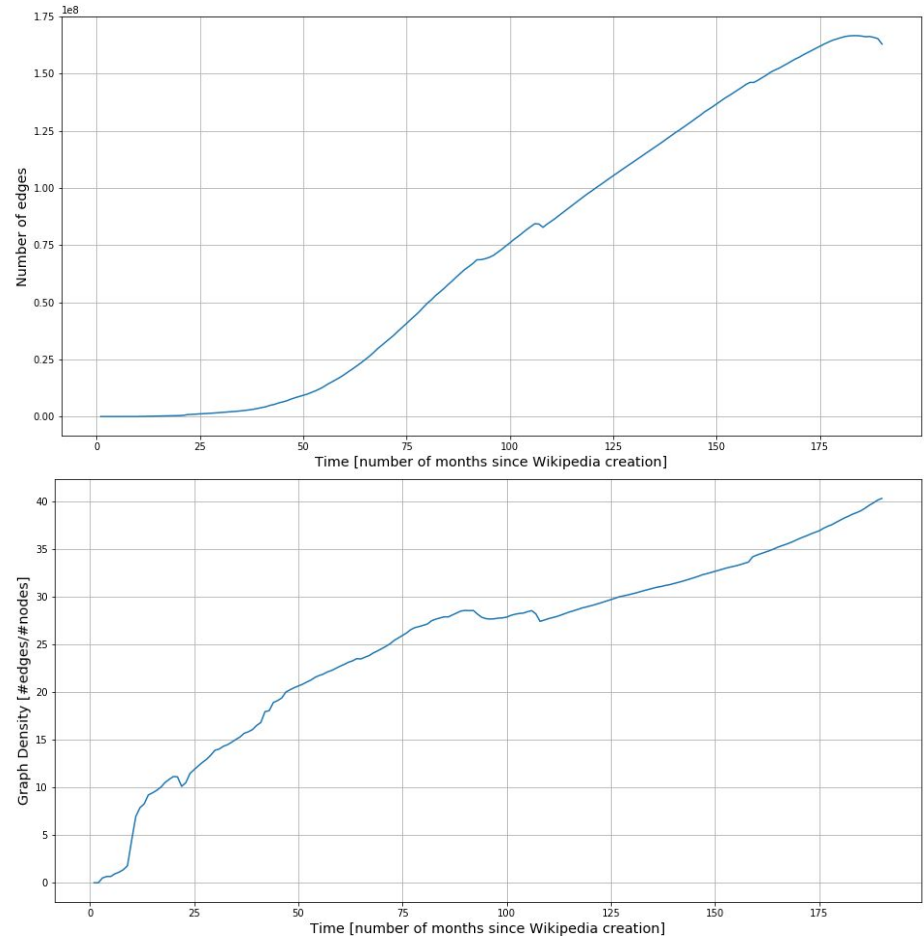 1e8
1.75
1.50
1.25
1.00
0.75
0.50
0.25
0.00
Number of edges
0 25 50 75 100 125 150 175
Time [number of months since Wikipedia creation]
40
35
30
25
20
15
10
5
0
Graph Density [#edges/#nodes]
0 25 50 75 100 125 150 175
Time [number of months since Wikipedia creation]